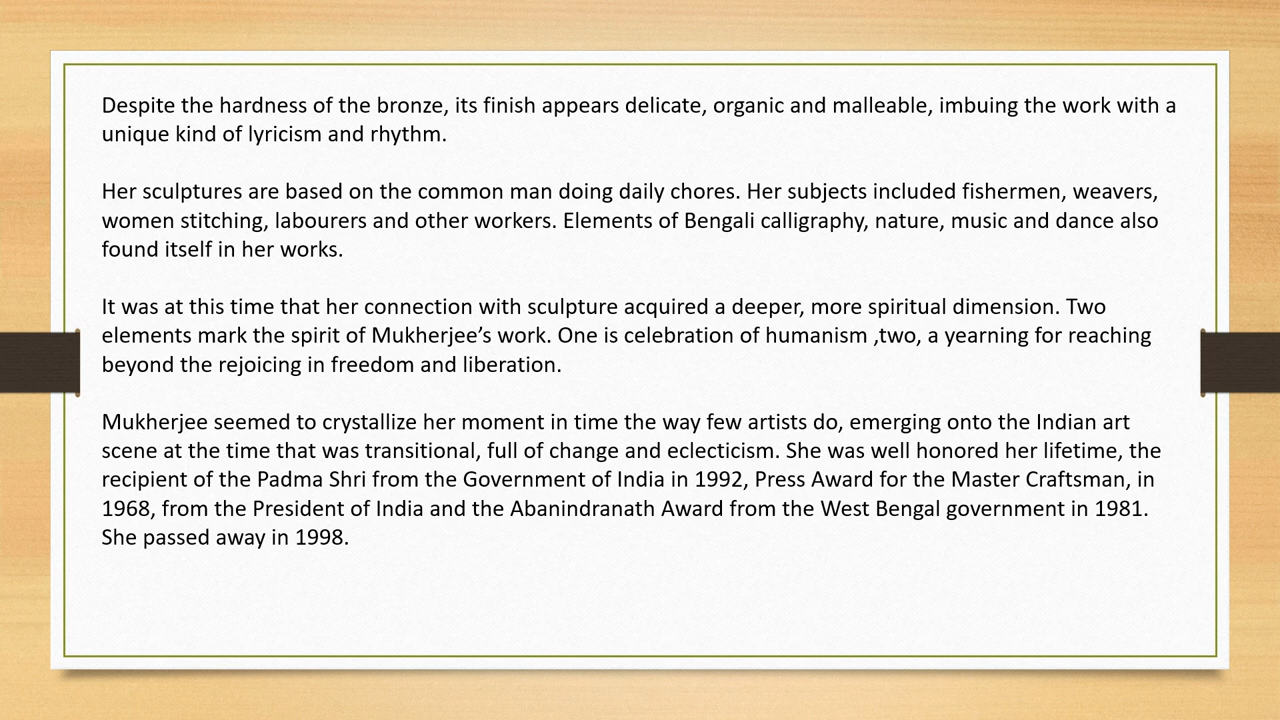 Despite the hardness of the bronze, its finish appears delicate, organic and malleable, imbuing the work with a
unique kind of lyricism and rhythm.
Her sculptures are based on the common man doing daily chores. Her subjects included fishermen, weavers,
women stitching, labourers and other workers. Elements of Bengali calligraphy, nature, music and dance also
found itself in her works.
It was at this time that her connection with sculpture acquired a deeper, more spiritual dimension. Two
elements mark the spirit of Mukherjee’s work. One is celebration of humanism ,two, a yearning for reaching
beyond the rejoicing in freedom and liberation.
Mukherjee seemed to crystallize her moment in time the way few artists do, emerging onto the Indian art
scene at the time that was transitional, full of change and eclecticism. She was well honored her lifetime, the
recipient of the Padma Shri from the Government of India in 1992, Press Award for the Master Craftsman, in
1968, from the President of India and the Abanindranath Award from the West Bengal government in 1981.
She passed away in 1998.